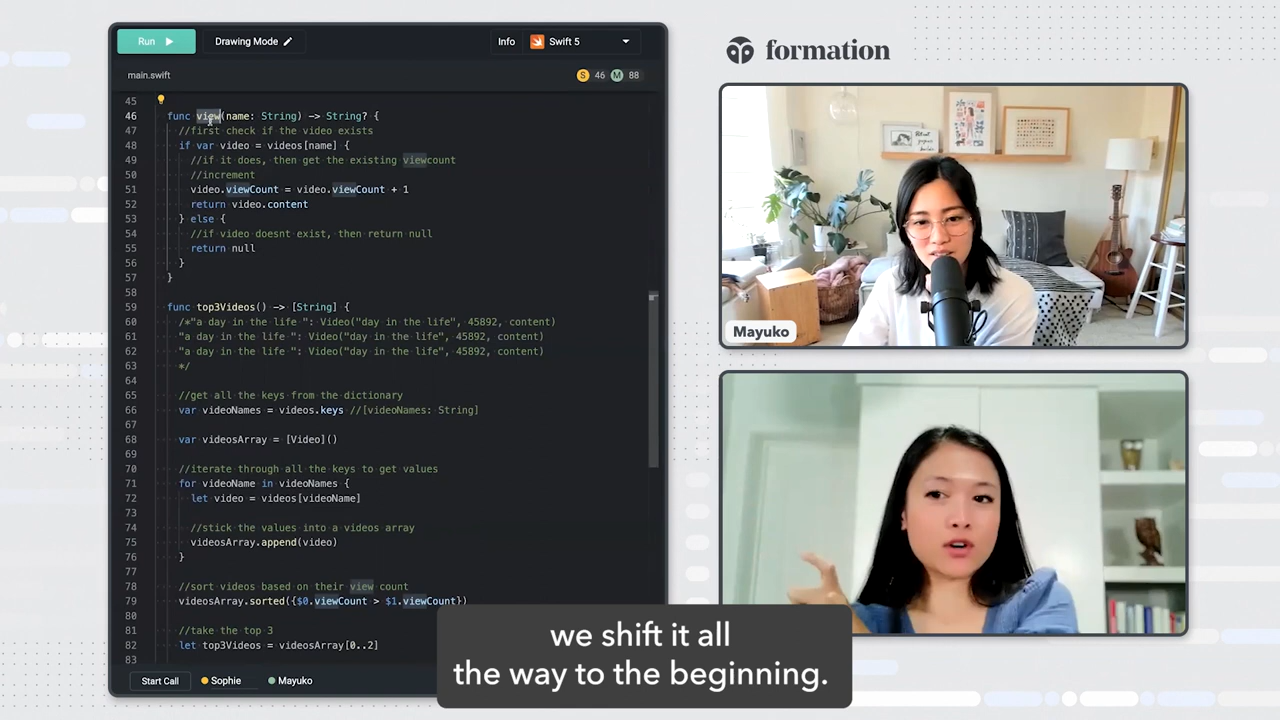 Run
Drawing Mode
Info
Swift 5
main.swift
S 46 M 88
45
46 func view(name: String) -> String? {
47 //first check if the video exists
48 if var video = videos[name] {
49 //if it does, then get the existing viewcount
50 //increment
51 video.viewCount = video.viewCount + 1
52 return video.content
53 } else {
54 //if video doesnt exist, then return null
55 return null
56 }
57 }
58
59 func top3Videos() -> [String] {
60 /*"a day in the life ": Video("day in the life", 45892, content)
61 "a day in the life ": Video("day in the life", 45892, content)
62 "a day in the life ": Video("day in the life", 45892, content)
63 */
64
65 //get all the keys from the dictionary
66 var videoNames = videos.keys //[videoNames: String]
67
68 var videosArray = [Video]()
69
70 //iterate through all the keys to get values
71 for videoName in videoNames {
72 let video = videos[videoName]
73
74 //stick the values into a videos array
75 videosArray.append(video)
76 }
77
78 //sort videos based on their view count
79 videosArray.sorted({$0.viewCount > $1.viewCount})
80
81 //take the top 3
82 let top3Videos = videosArray[0..2]
83
Start Call
Sophie
Mayuko
formation
Mayuko
we shift it all
the way to the beginning.